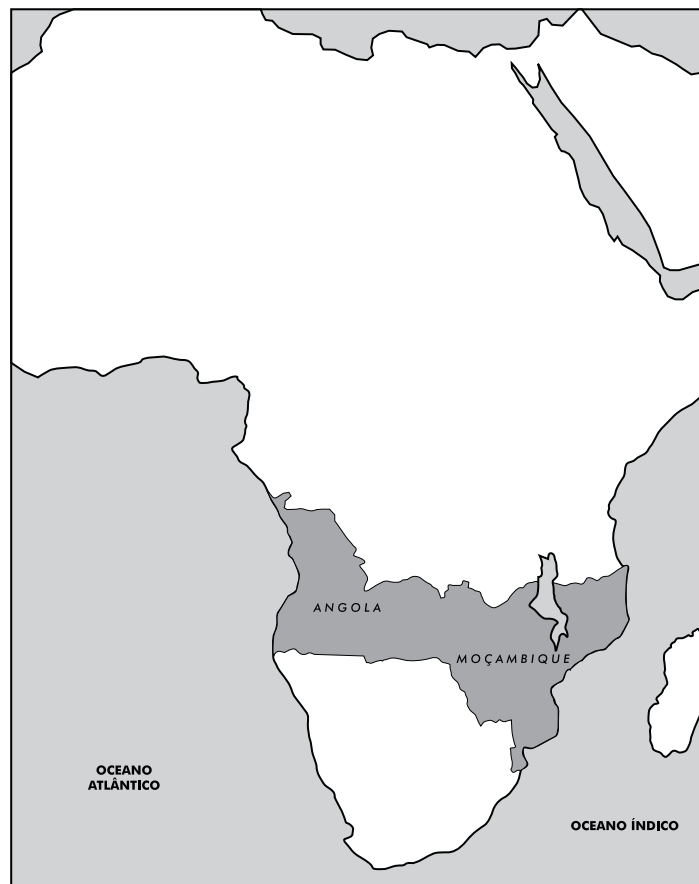 ANGOLA
MOÇAMBIQUE
OCEANO
ATLÂNTICO
OCEANO ÍNDICO